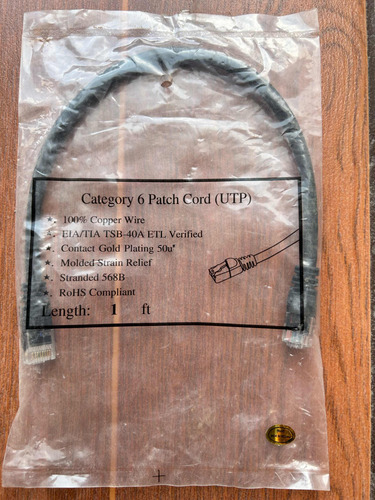 Category 6 Patch Cord (UTP)
★. 100% Copper Wire
★. EIA/TIA TSB-40A ETL Verified
★. Contact Gold Plating 50u"
★. Molded Strain Relief
★. Stranded 568B
★. RoHS Compliant
Length: 1 ft